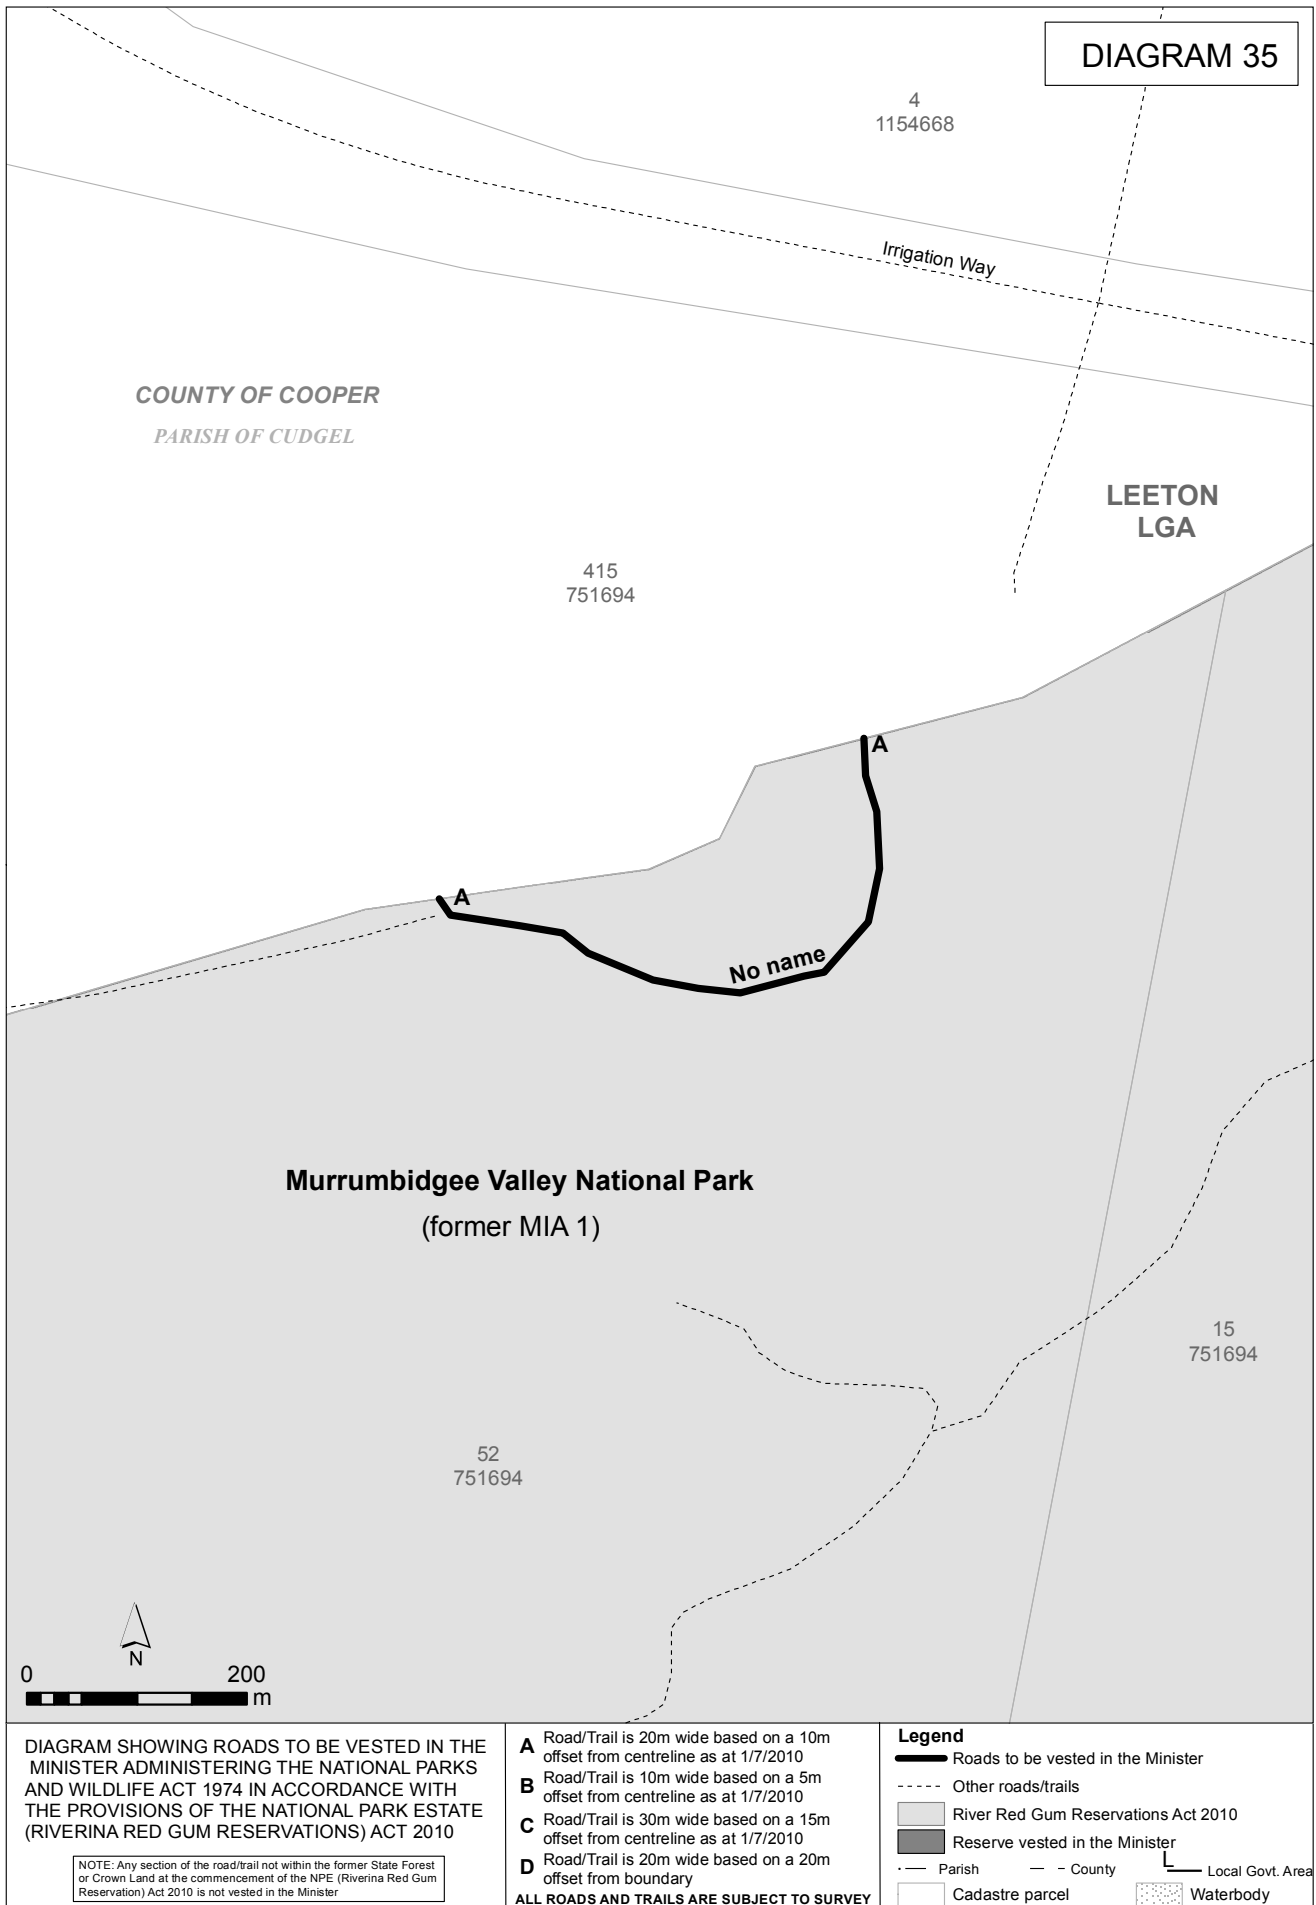 DIAGRAM 35
4
1154668
Irrigation Way
COUNTY OF COOPER
PARISH OF CUDGEL
LEETON
LGA
415
751694
A
A
No name
Murrumbidgee Valley National Park
(former MIA 1)
15
751694
52
751694
N
0 200
m
DIAGRAM SHOWING ROADS TO BE VESTED IN THE
MINISTER ADMINISTERING THE NATIONAL PARKS
AND WILDLIFE ACT 1974 IN ACCORDANCE WITH
THE PROVISIONS OF THE NATIONAL PARK ESTATE
(RIVERINA RED GUM RESERVATIONS) ACT 2010
NOTE: Any section of the road/trail not within the former State Forest
or Crown Land at the commencement of the NPE (Riverina Red Gum
Reservation) Act 2010 is not vested in the Minister
A Road/Trail is 20m wide based on a 10m
offset from centreline as at 1/7/2010
B Road/Trail is 10m wide based on a 5m
offset from centreline as at 1/7/2010
C Road/Trail is 30m wide based on a 15m
offset from centreline as at 1/7/2010
D Road/Trail is 20m wide based on a 20m
offset from boundary
ALL ROADS AND TRAILS ARE SUBJECT TO SURVEY
Legend
Roads to be vested in the Minister
Other roads/trails
River Red Gum Reservations Act 2010
Reserve vested in the Minister
Parish County Local Govt. Area
Cadastre parcel Waterbody